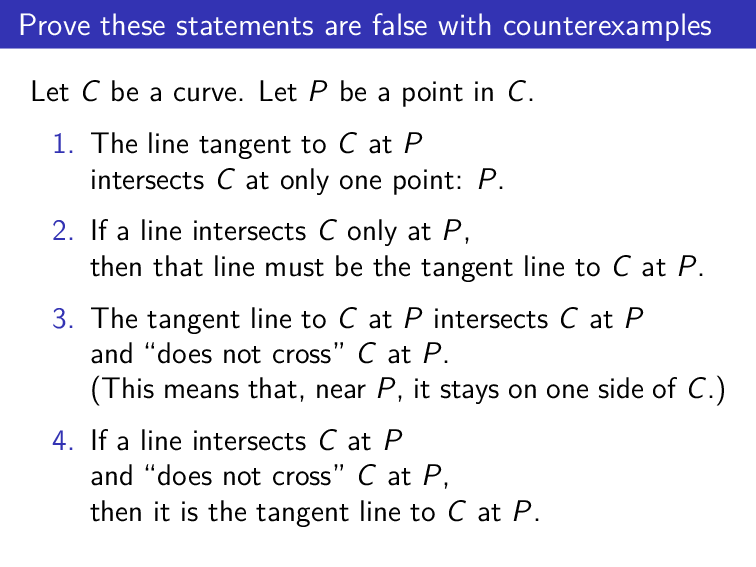 Prove these statements are false with counterexamples
Let C be a curve. Let P be a point in C.
1. The line tangent to C at P
intersects C at only one point: P.
2. If a line intersects C only at P,
then that line must be the tangent line to C at P.
3. The tangent line to C at P intersects C at P
and “does not cross” C at P.
(This means that, near P, it stays on one side of C.)
4. If a line intersects C at P
and “does not cross” C at P,
then it is the tangent line to C at P.